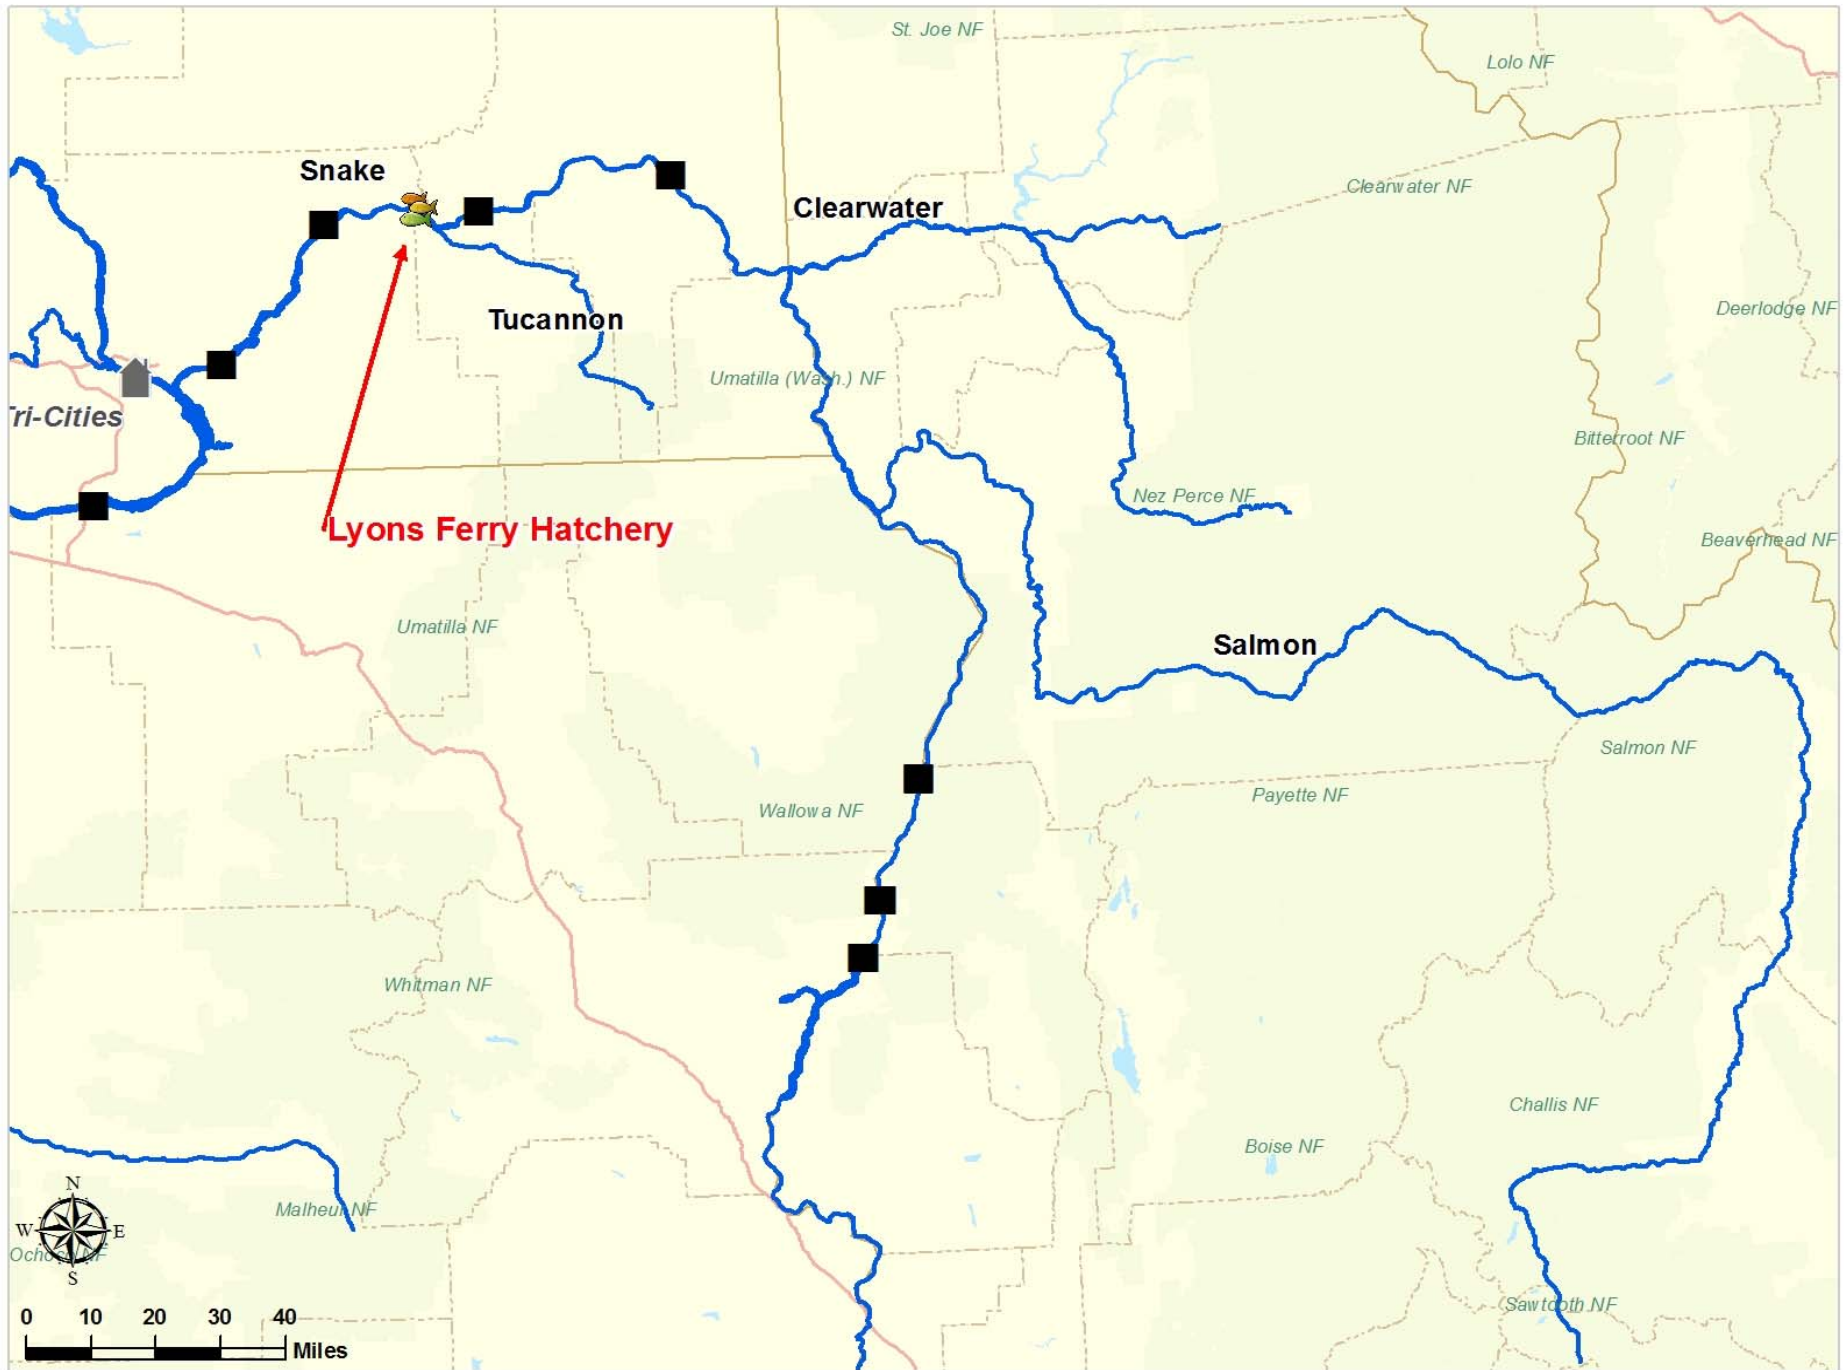 St. Joe NF
Lolo NF
Snake
Clearwater NF
Clearwater
Deerlodge NF
Tucannon
Umatilla (Wash.) NF
Tri-Cities
Bitterroot NF
Nez Perce NF
Lyons Ferry Hatchery
Beaverhead NF
Umatilla NF
Salmon
Salmon NF
Payette NF
Wallowa NF
Whitman NF
Challis NF
Boise NF
N
Malheur NF
W
E
Ochoco NF
S
Sawtooth NF
0 10 20 30 40
Miles